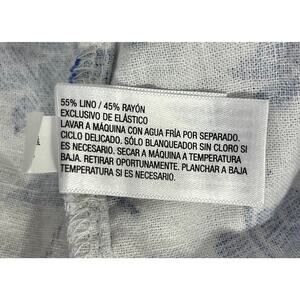 55% LINO / 45% RAYÓN
EXCLUSIVO DE ELÁSTICO
LAVAR A MÁQUINA CON AGUA FRÍA POR SEPARADO.
CICLO DELICADO. SÓLO BLANQUEADOR SIN CLORO SI
ES NECESARIO. SECAR A MÁQUINA A TEMPERATURA
BAJA. RETIRAR OPORTUNAMENTE. PLANCHAR A BAJA
TEMPERATURA SI ES NECESARIO.